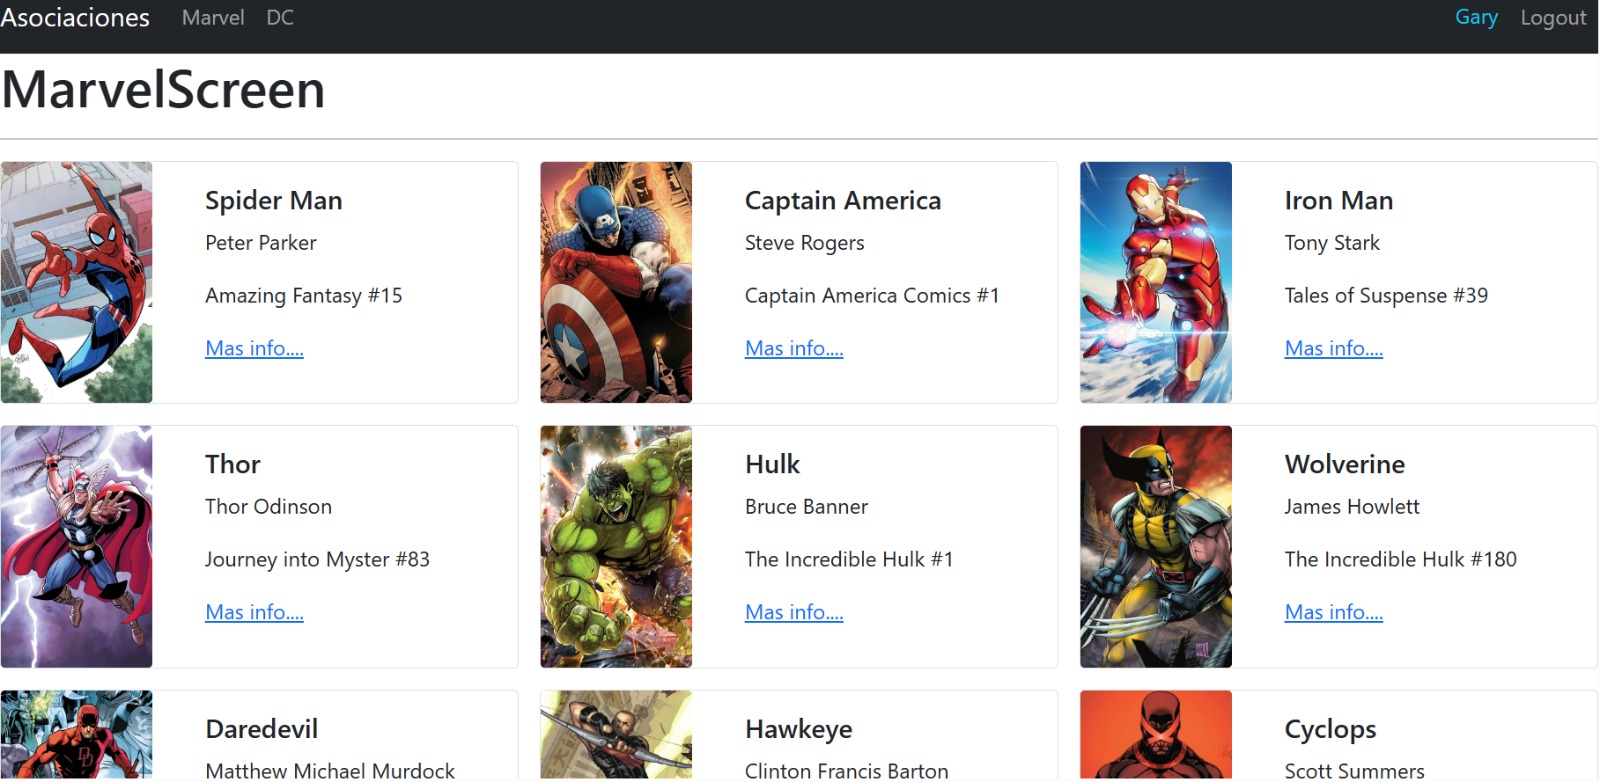 Asociaciones Marvel DC Gary Logout
MarvelScreen
Spider Man
Peter Parker
Amazing Fantasy #15
Mas info....
Captain America
Steve Rogers
Captain America Comics #1
Mas info....
Iron Man
Tony Stark
Tales of Suspense #39
Mas info....
Thor
Thor Odinson
Journey into Myster #83
Mas info....
Hulk
Bruce Banner
The Incredible Hulk #1
Mas info....
Wolverine
James Howlett
The Incredible Hulk #180
Mas info....
Daredevil
Matthew Michael Murdock
Hawkeye
Clinton Francis Barton
Cyclops
Scott Summers